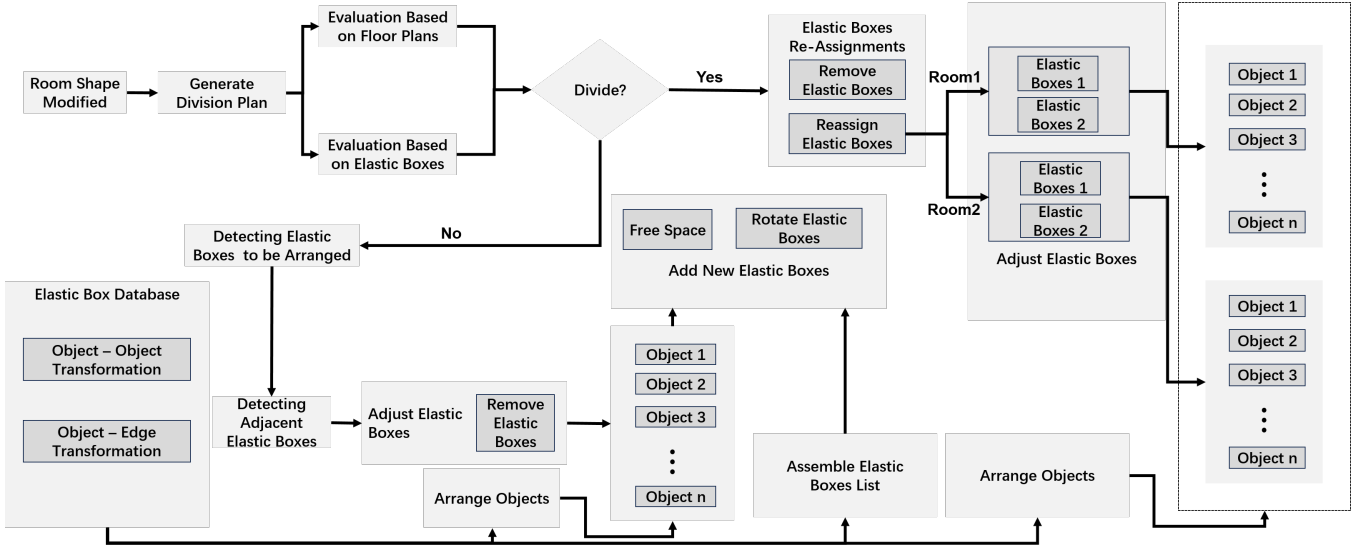 Room Shape
Modified
Generate
Division Plan
Evaluation Based
on Floor Plans
Evaluation Based
on Elastic Boxes
Divide?
Yes
No
Elastic Boxes
Re-Assignments
Remove
Elastic Boxes
Reassign
Elastic Boxes
Room1
Room2
Elastic
Boxes 1
Elastic
Boxes 2
Elastic
Boxes 1
Elastic
Boxes 2
Adjust Elastic Boxes
Object 1
Object 2
Object 3
Object n
Object 1
Object 2
Object 3
Object n
Detecting Elastic
Boxes to be Arranged
Elastic Box Database
Object – Object
Transformation
Object – Edge
Transformation
Detecting
Adjacent
Elastic Boxes
Adjust Elastic
Boxes
Remove
Elastic
Boxes
Arrange Objects
Object 1
Object 2
Object 3
Object n
Free Space
Rotate Elastic
Boxes
Add New Elastic Boxes
Assemble Elastic
Boxes List
Arrange Objects